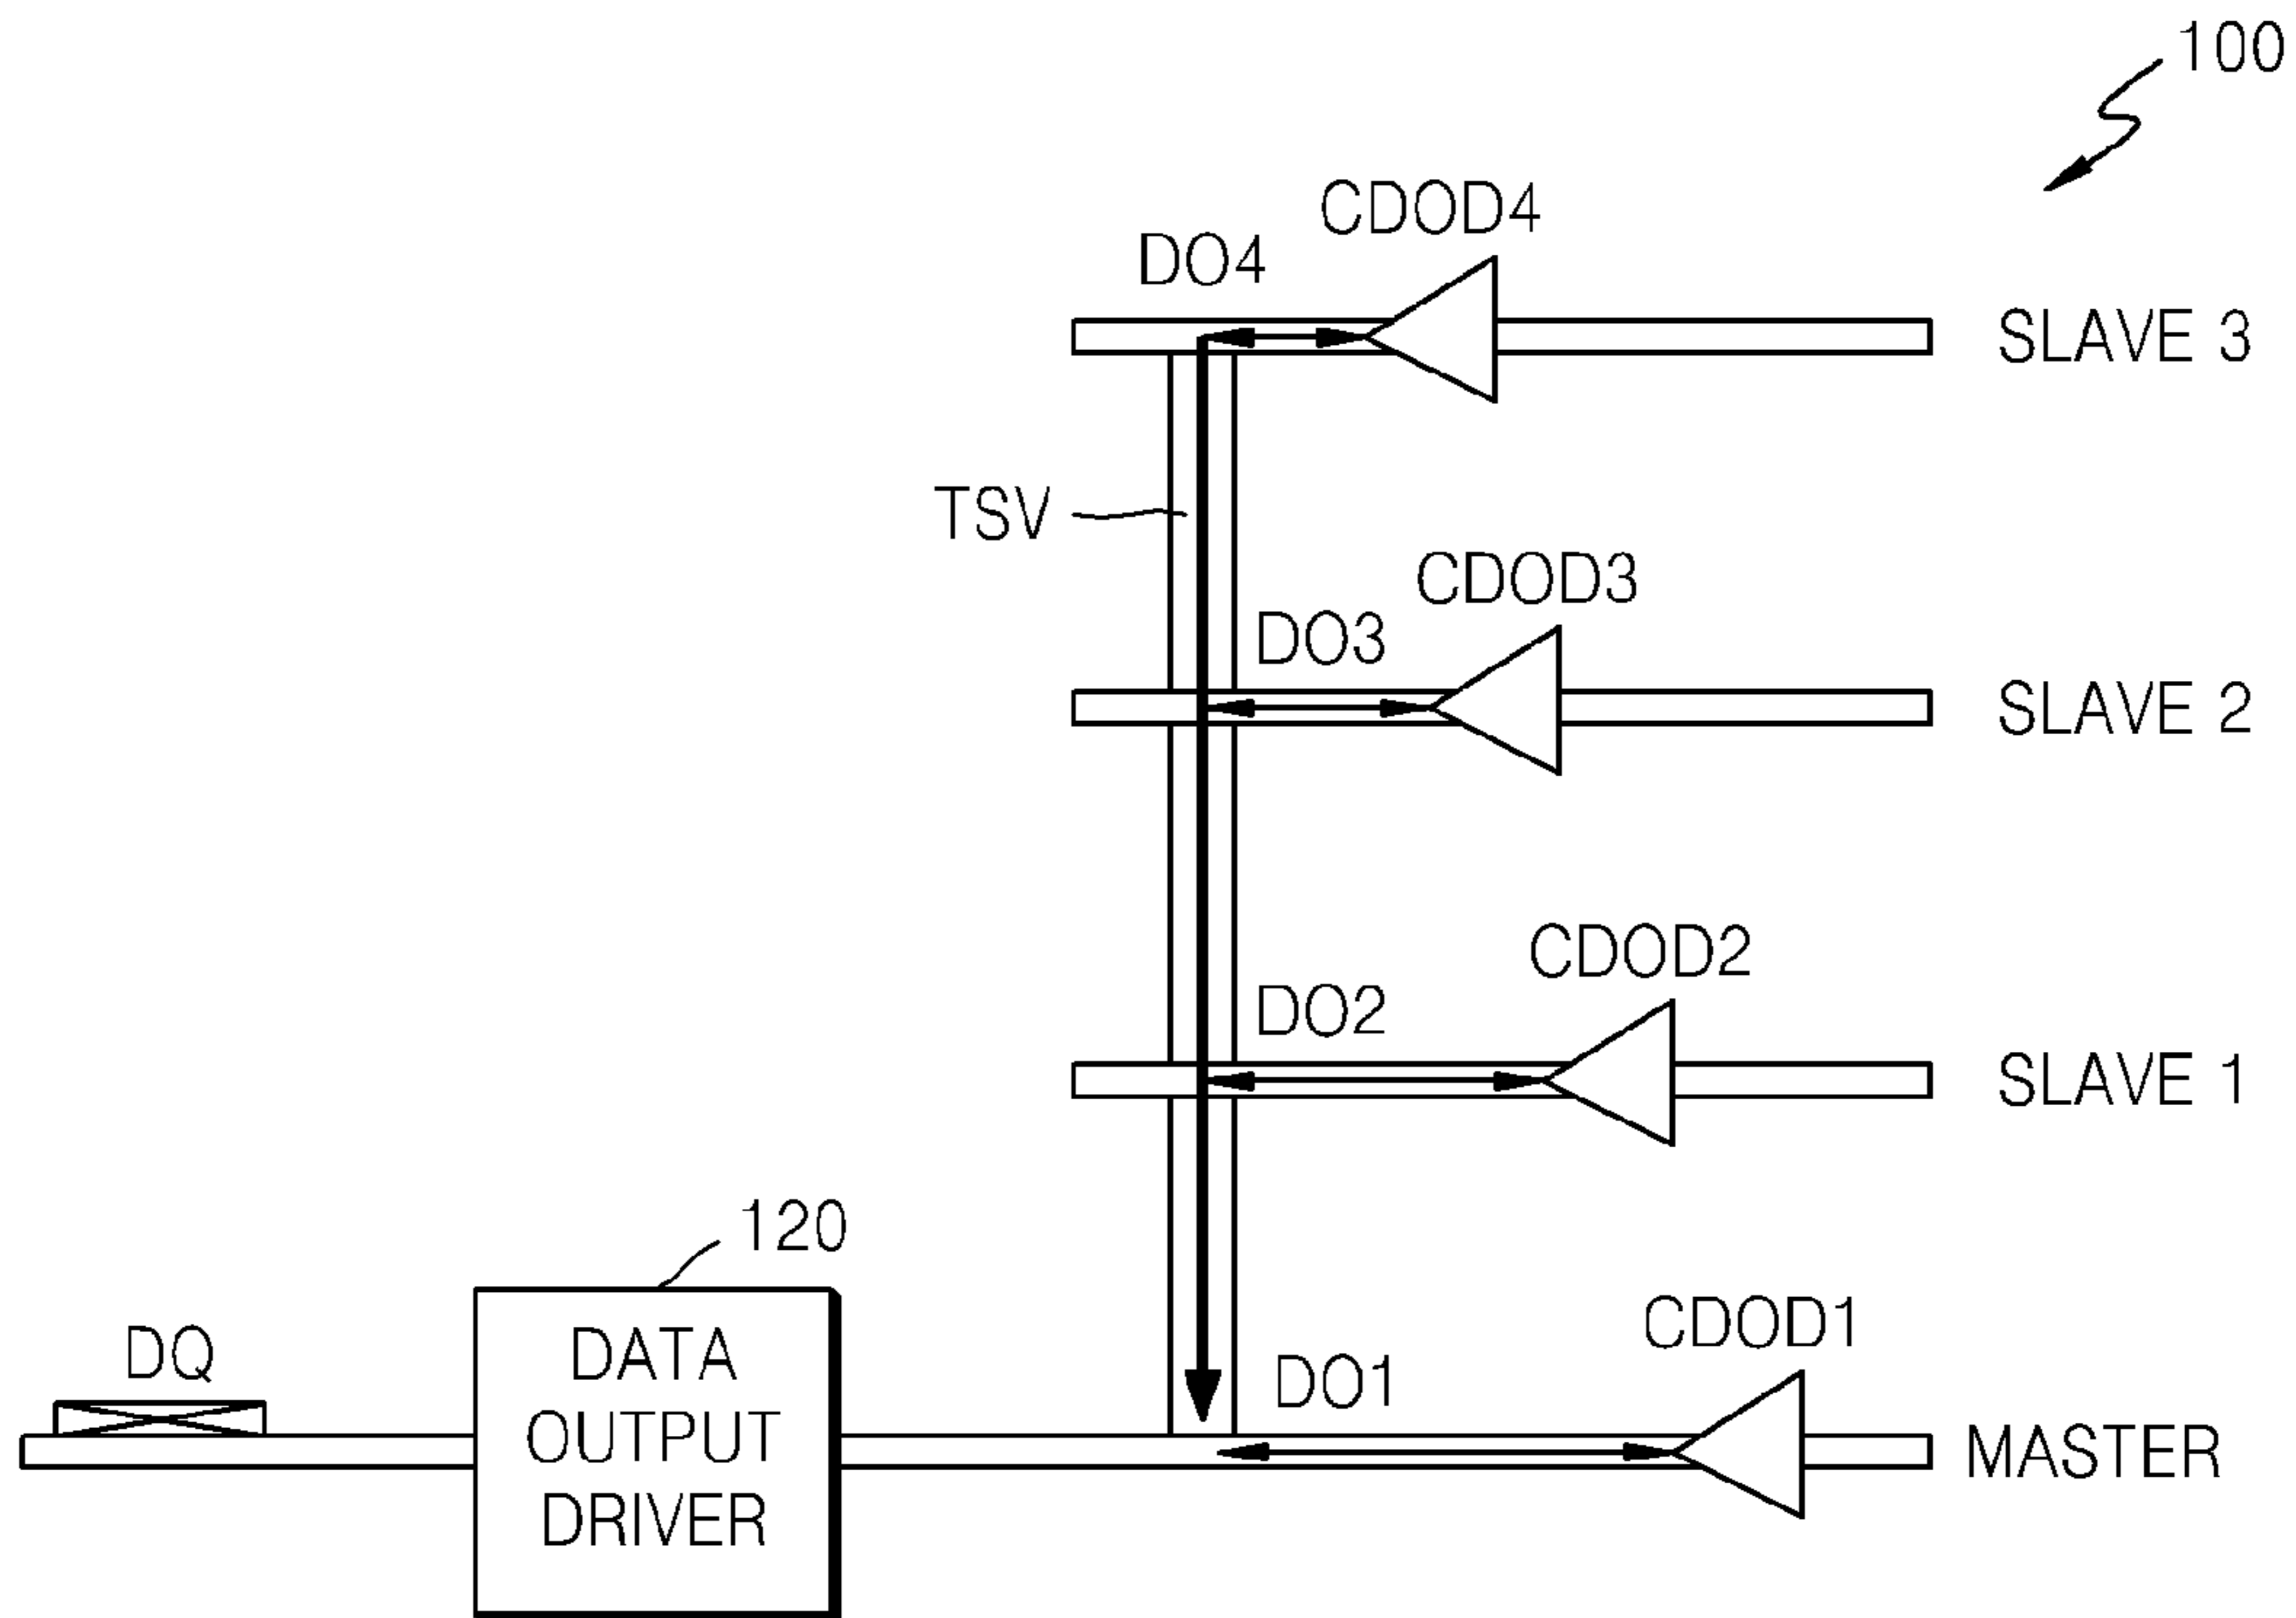 100
CDOD4
DO4
SLAVE 3
TSV
CDOD3
DO3
SLAVE 2
CDOD2
DO2
SLAVE 1
120
CDOD1
DQ
DATA
OUTPUT
DRIVER
DO1
MASTER